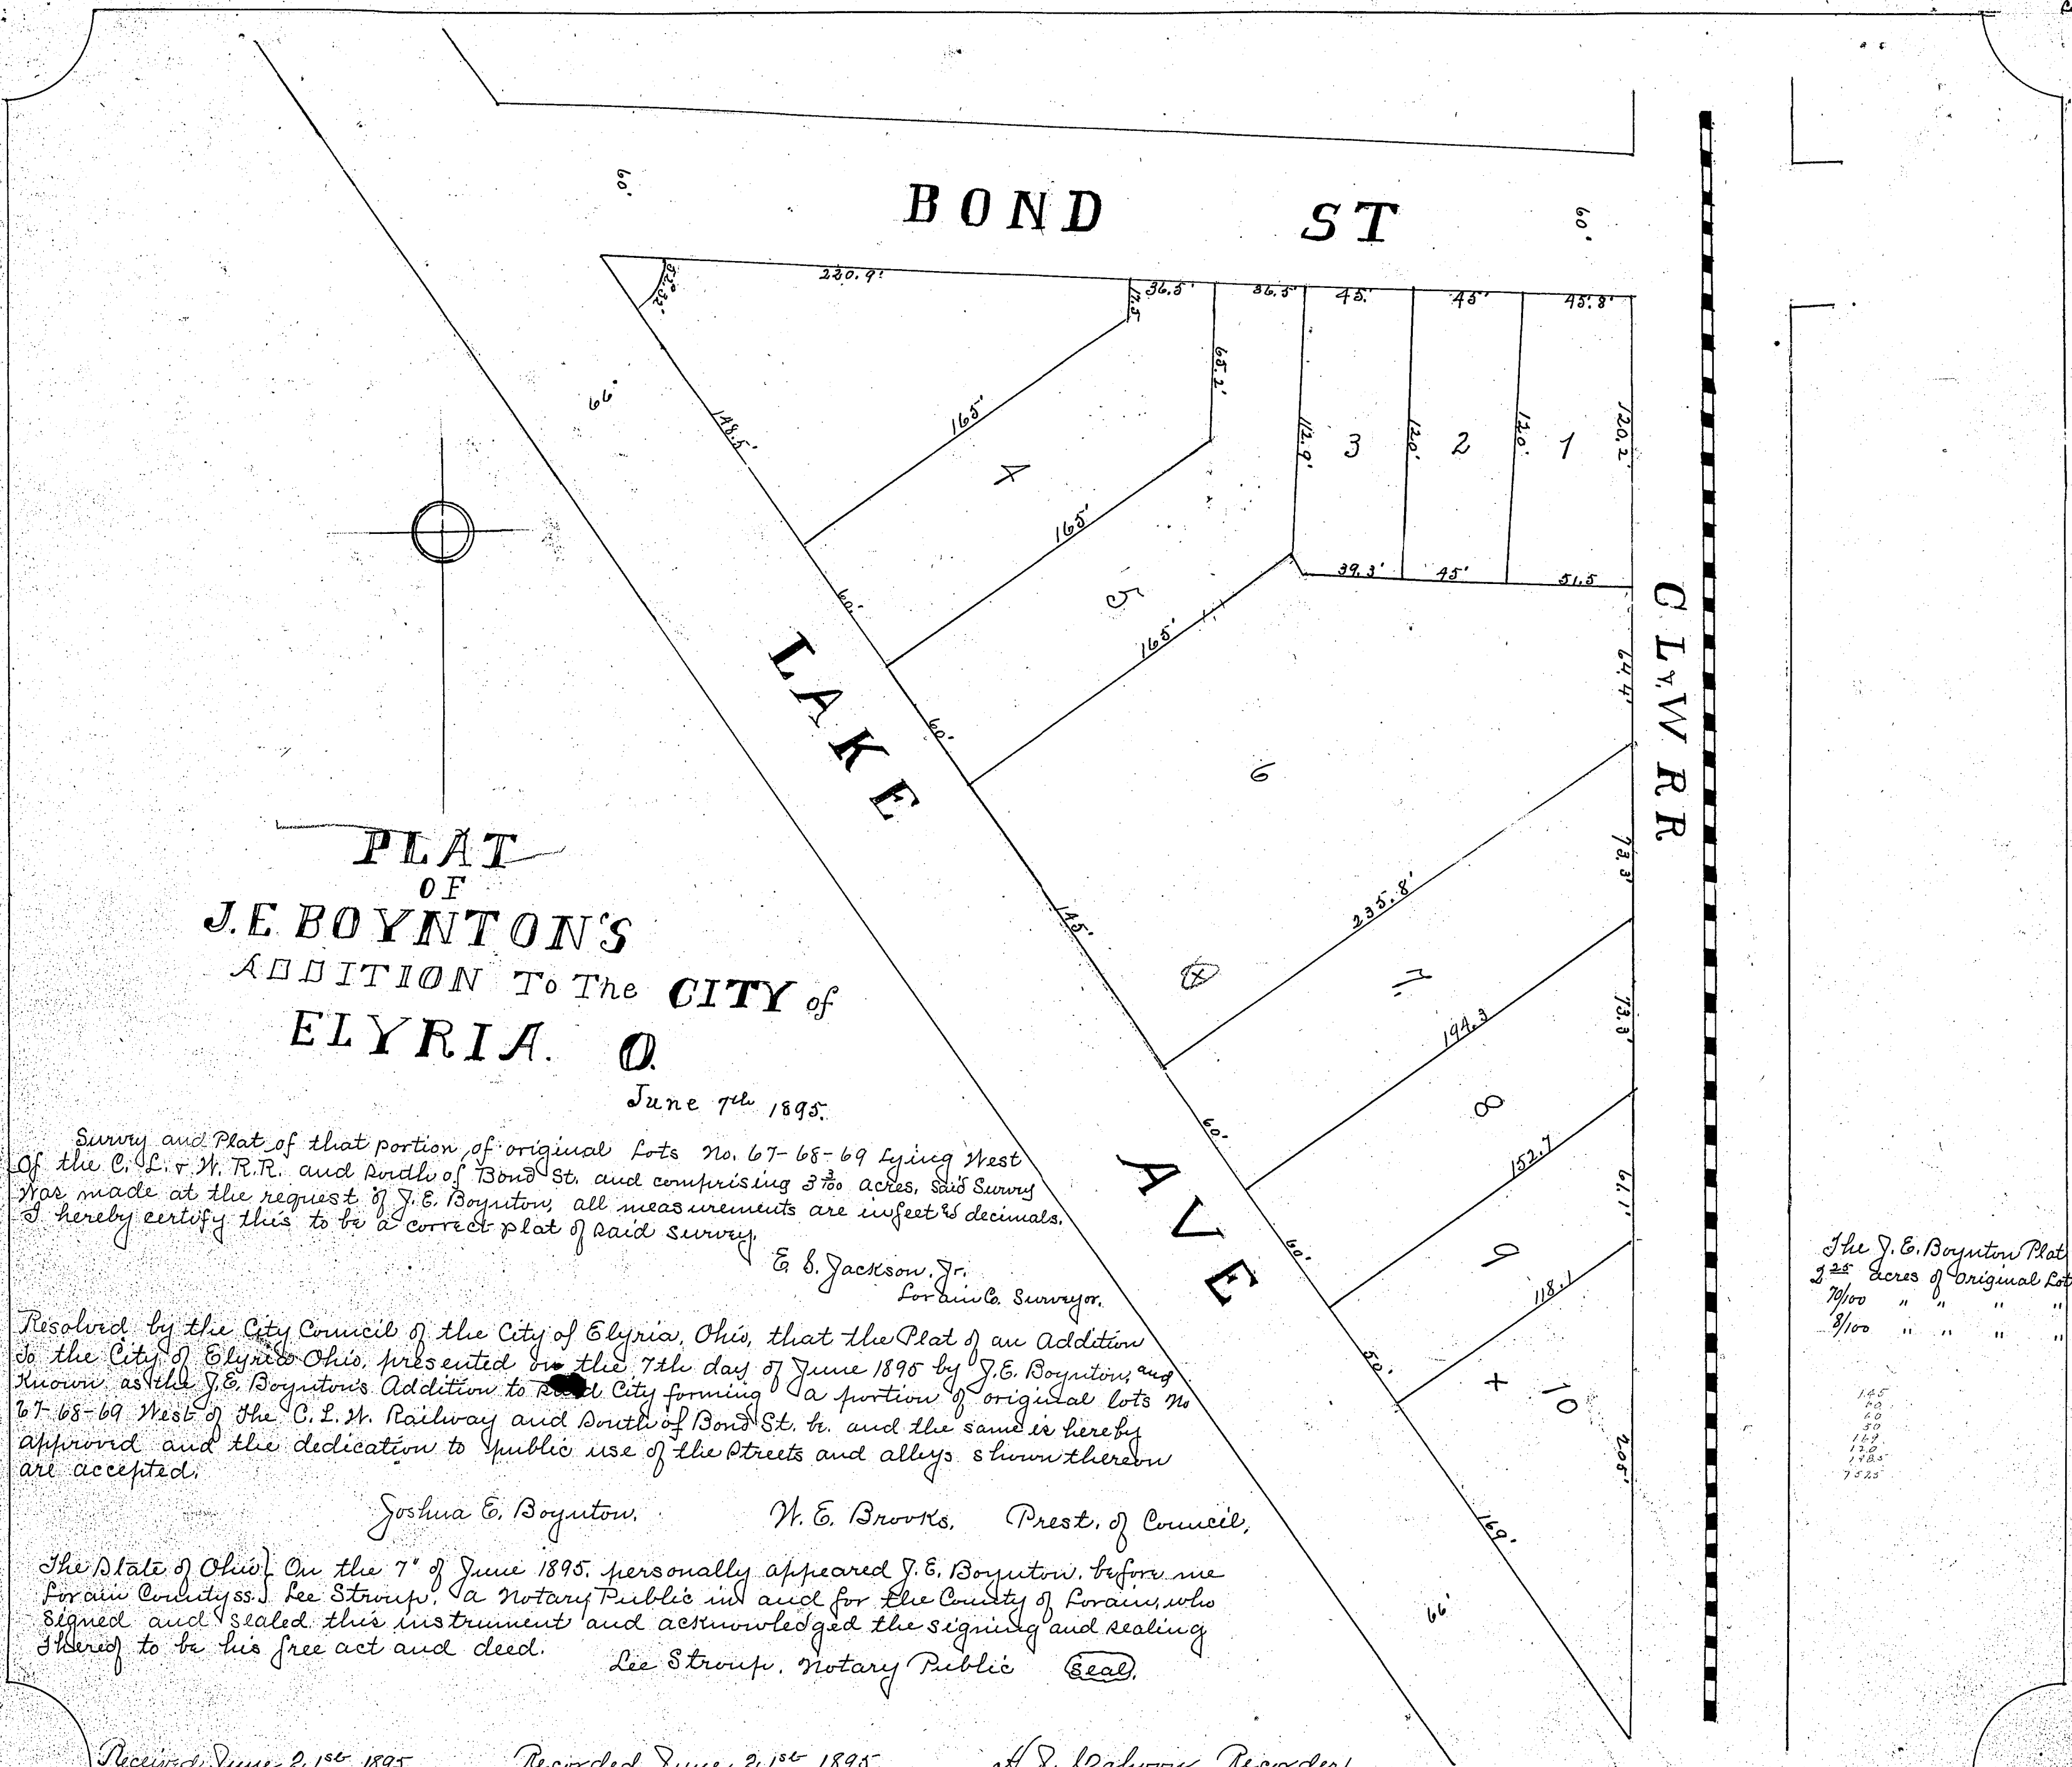 BOND ST
60.
60.
220.9'
36.5'
36.5'
45.
45'
45.8'
65.2'
112.9'
120.
120.
120.2'
3
2
1
66'
148.5'
165'
4
165'
5
165'
39.3'
45'
51.5
60.
60.
LAKE
AVE
C L & W R R
64.4'
6
145.
235.8'
73.3'
7
194.3
73.3'
8
60.
152.7
61.1'
60.
9
118.1
50.
10
205'
169.
66'
PLAT
OF
J.E. BOYNTON'S
ADDITION To The CITY of
ELYRIA. O.
June 7th 1895.
Survey and Plat of that portion of original Lots No. 67-68-69 Lying West
Of the C. L. & W. R.R. and South of Bond St. and comprising 3 acres, Said Survey
Was made at the request of J. E. Boynton, all measurements are in feet & decimals.
I hereby certify this to be a correct plat of said survey.
E. S. Jackson, Jr.
Lorain Co. Surveyor.
Resolved by the City Council of the City of Elyria, Ohio, that the Plat of an Addition
to the City of Elyria Ohio, presented on the 7th day of June 1895 by J. E. Boynton, and
Known as the J. E. Boynton's Addition to said City forming a portion of original lots No
67-68-69 West of the C. L. W. Railway and South of Bond St. be. and the same is hereby
approved and the dedication to public use of the Streets and alleys shown thereon
are accepted.
Joshua E. Boynton. W. E. Brooks, Prest. of Council,
The State of Ohio } On the 7" of June 1895. personally appeared J. E. Boynton. before me
Lorain County ss. } Lee Stroup, a Notary Public in and for the County of Lorain, who
Signed and Sealed this instrument and acknowledged the signing and sealing
thereof to be his free act and deed.
Lee Stroup, Notary Public Seal.
Received June 21st 1895 Recorded June 21st 1895 Recorder
The J. E. Boynton Plat
acres of Original Lot
70/100 " " " "
8/100 " " " "